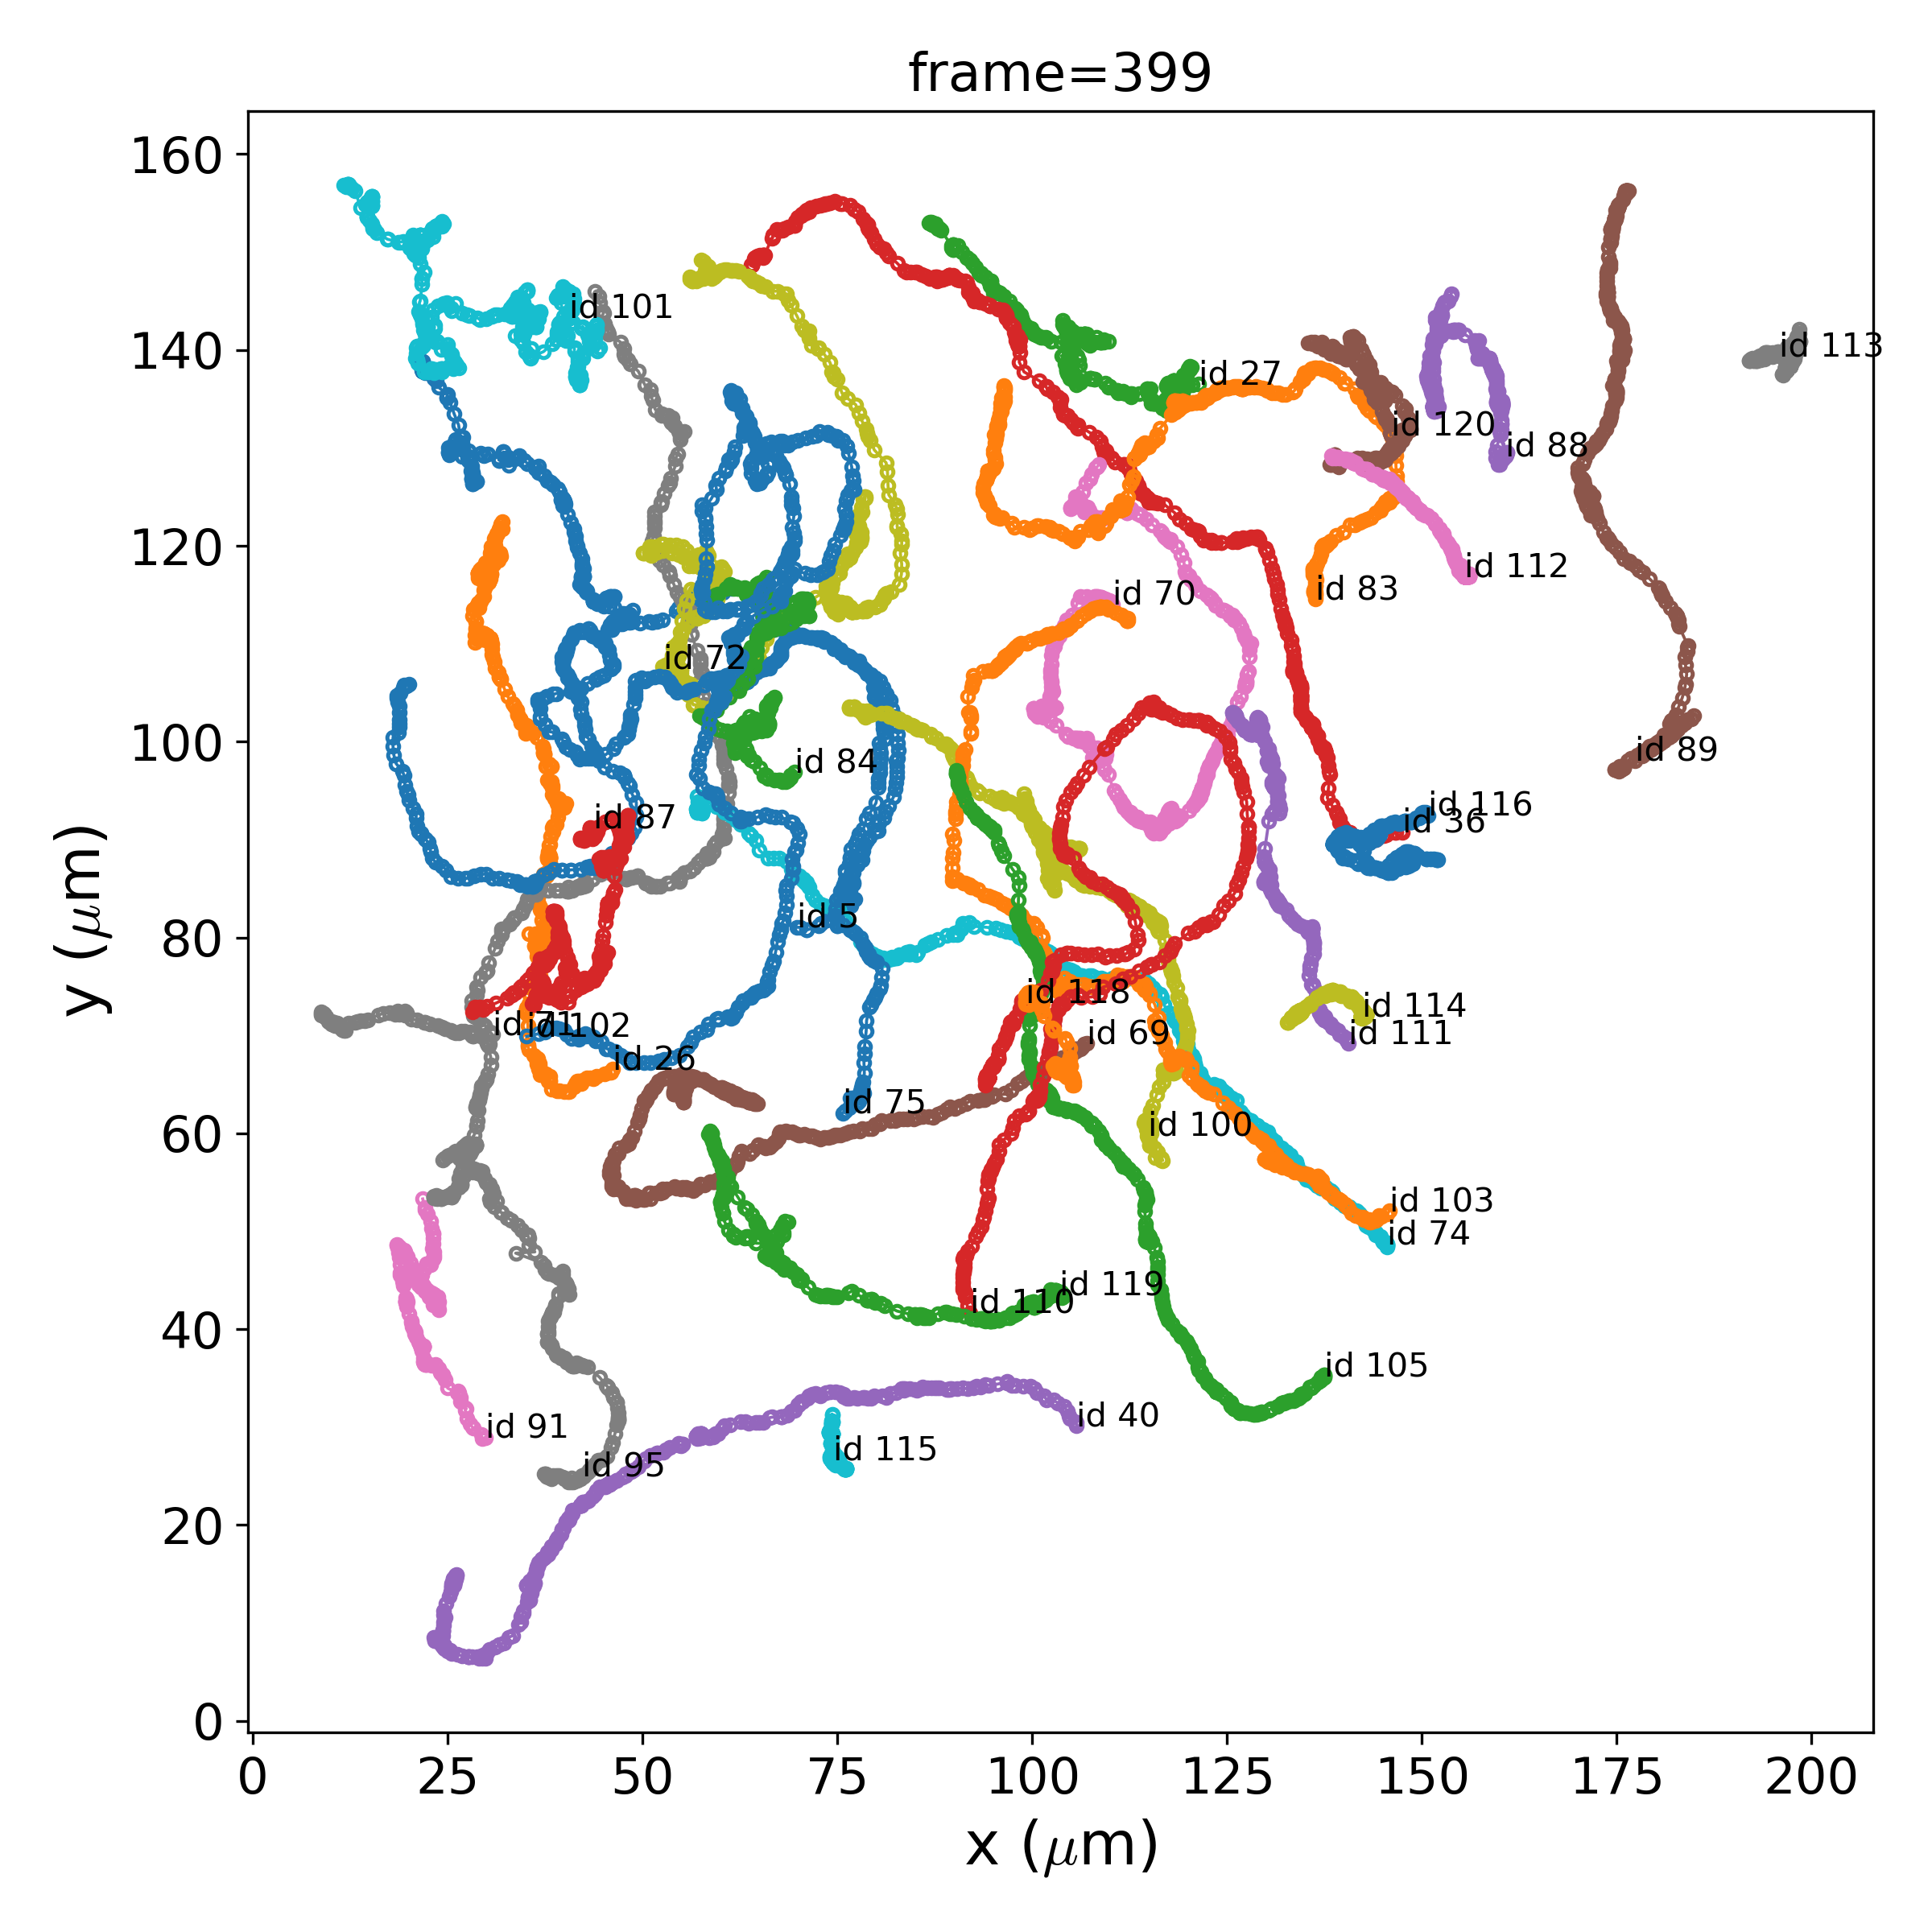 frame=399
y (μm)
160
140
120
100
80
60
40
20
0
id 101
id 113
id 27
id 120
id 88
id 112
id 83
id 70
id 72
id 84
id 89
id 116
id 36
id 87
id 5
id 118
id 114
id 111
id 69
id 71
id 102
id 26
id 75
id 100
id 103
id 74
id 119
id 110
id 105
id 40
id 91
id 115
id 95
0 25 50 75 100 125 150 175 200
x (μm)